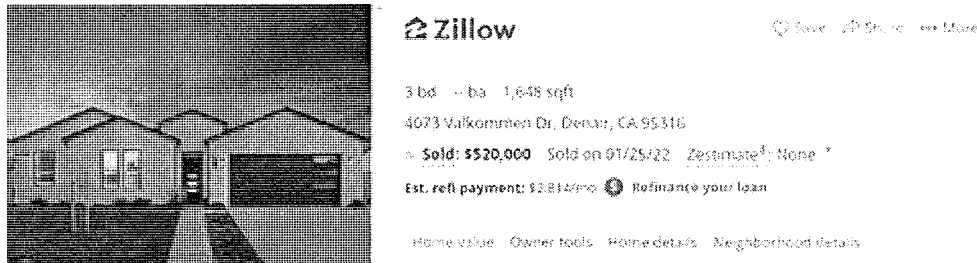 Zillow
Save Share More
3 bd -- ba 1,648 sqft
4073 Valkommen Dr, Denair, CA 95316
Sold: $520,000 Sold on 01/25/22 Zestimate®: None
Est. refi payment: $2,814/mo $ Refinance your loan
Home value Owner tools Home details Neighborhood details